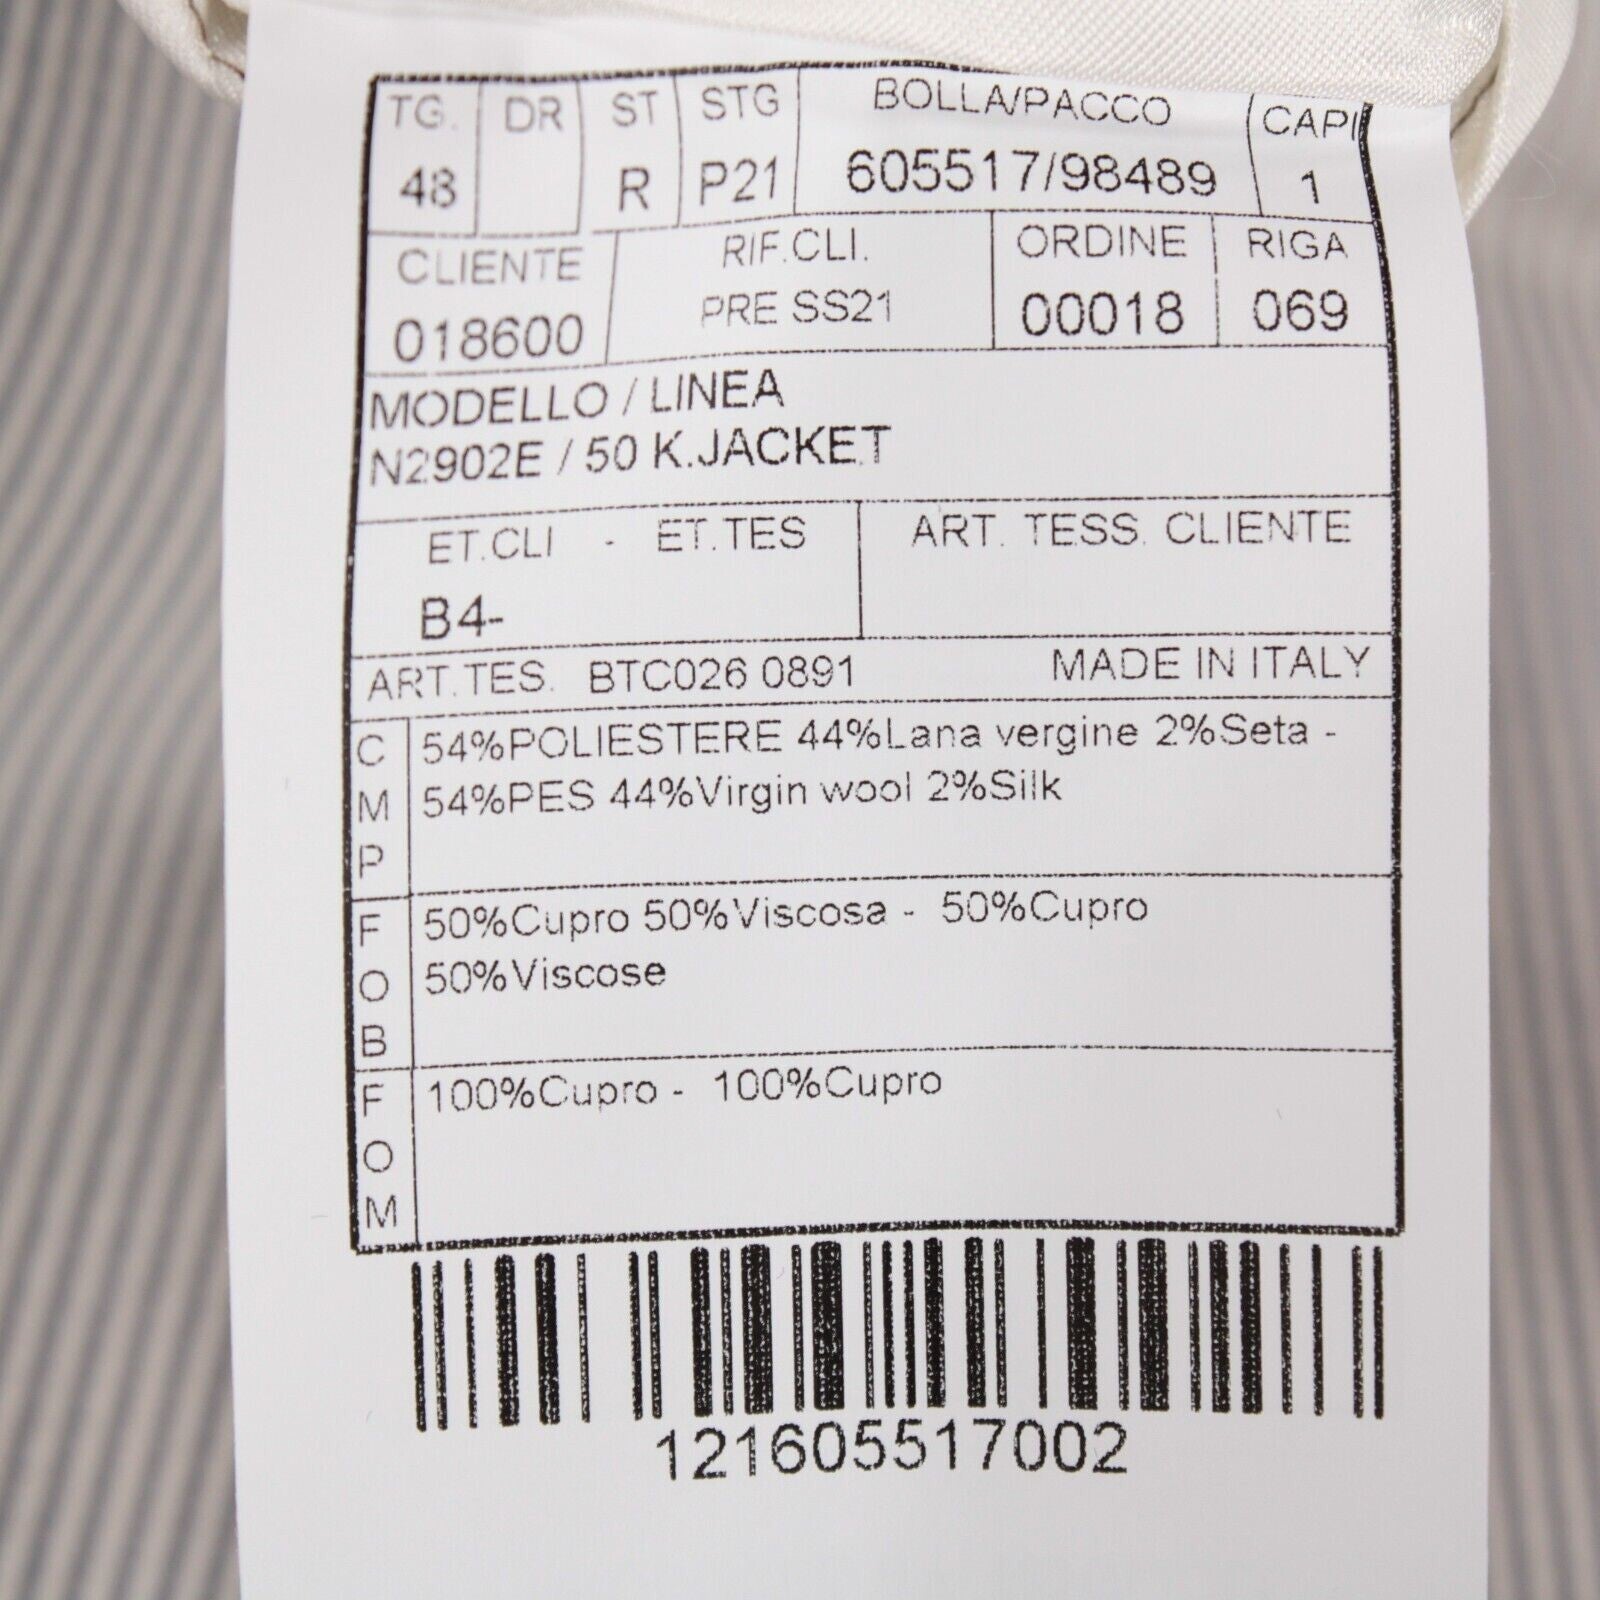 TG. DR ST STG BOLLA/PACCO CAPI
48 R P21 605517/98489 1
CLIENTE RIF.CLI. ORDINE RIGA
018600 PRE SS21 00018 069
MODELLO / LINEA
N2902E / 50 K.JACKET
ET.CLI - ET.TES ART. TESS. CLIENTE
B4-
ART.TES. BTC026 0891 MADE IN ITALY
CMP 54%POLIESTERE 44%Lana vergine 2%Seta -
54%PES 44%Virgin wool 2%Silk
FOB 50%Cupro 50%Viscosa - 50%Cupro
50%Viscose
FOM 100%Cupro - 100%Cupro
121605517002